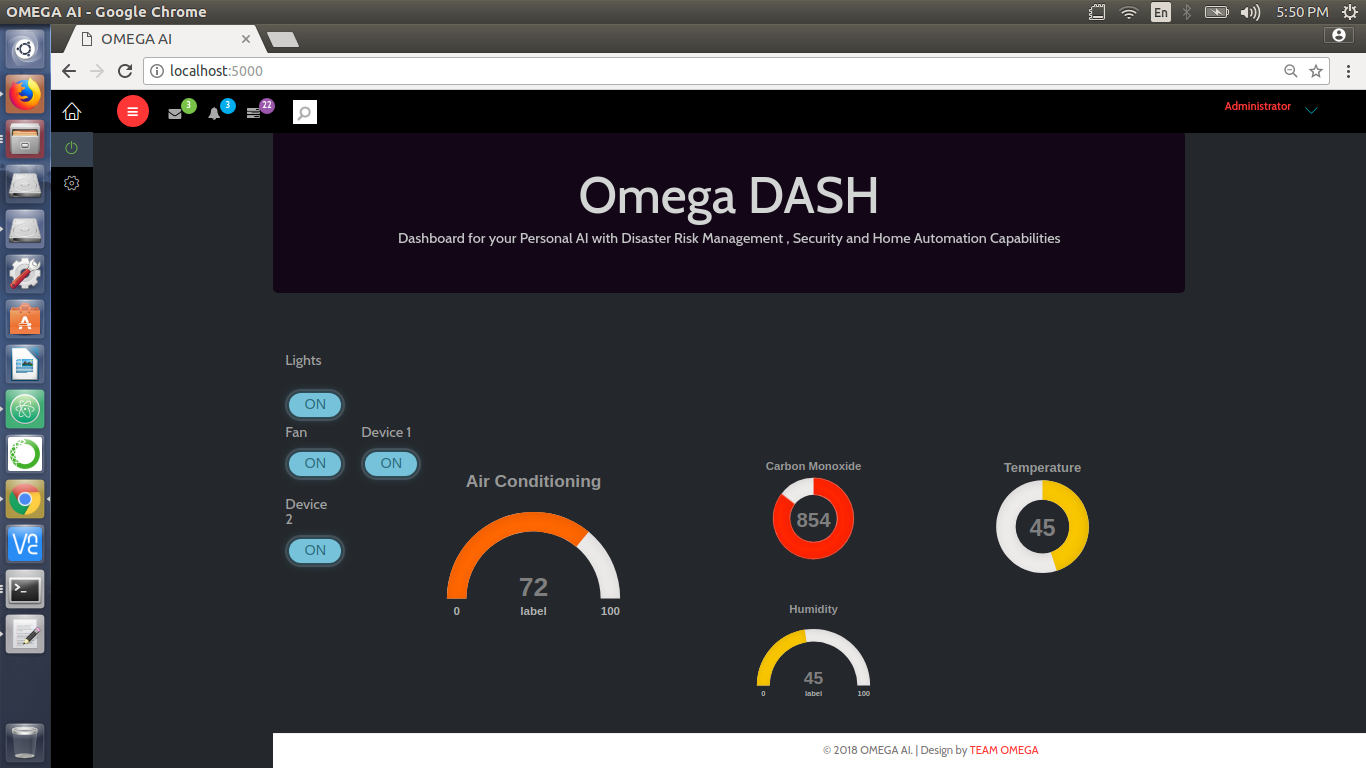 OMEGA AI - Google Chrome
En
5:50 PM
OMEGA AI
localhost:5000
3
3
22
Administrator
Omega DASH
Dashboard for your Personal AI with Disaster Risk Management , Security and Home Automation Capabilities
Lights
ON
Fan
Device 1
ON
ON
Device
2
ON
Air Conditioning
72
0
label
100
Carbon Monoxide
854
Temperature
45
Humidity
45
0
label
100
© 2018 OMEGA AI. | Design by TEAM OMEGA